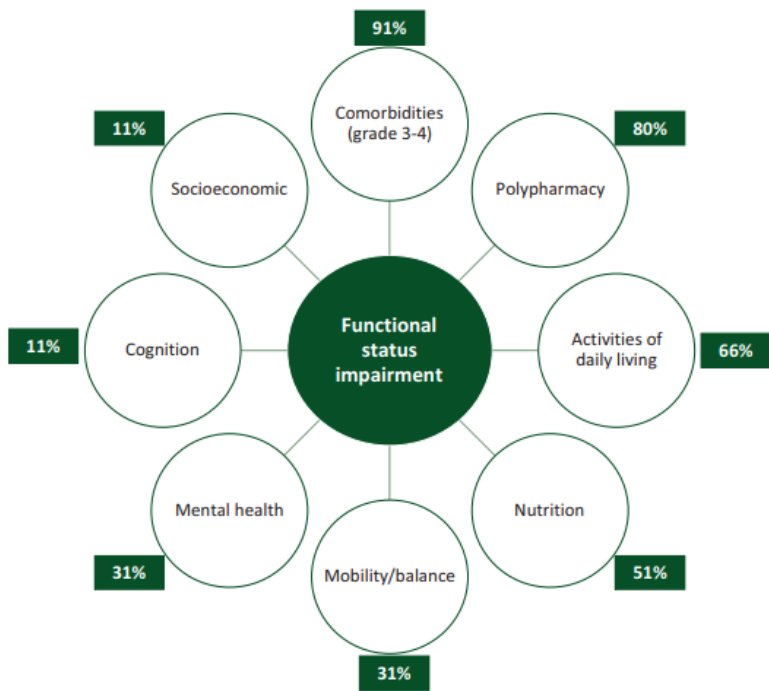 91%
Comorbidities
(grade 3-4)
80%
Polypharmacy
Activities of
daily living
66%
Nutrition
51%
Mobility/balance
31%
Mental health
31%
Cognition
11%
Socioeconomic
11%
Functional
status
impairment